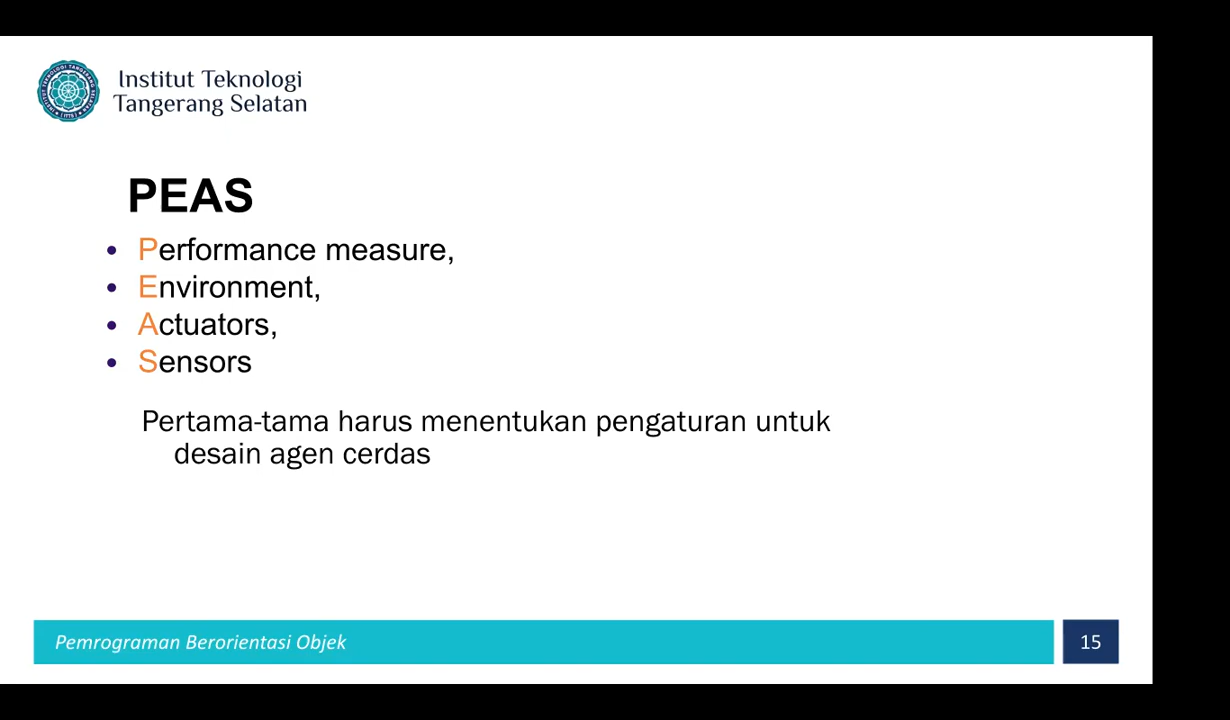 Institut Teknologi
Tangerang Selatan
PEAS
• Performance measure,
• Environment,
• Actuators,
• Sensors
Pertama-tama harus menentukan pengaturan untuk
desain agen cerdas
Pemrograman Berorientasi Objek
15